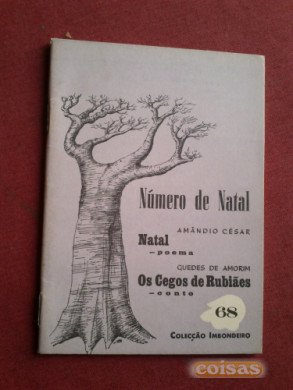 Número de Natal
AMÂNDIO CÉSAR
Natal
—poema
GUEDES DE AMORIM
Os Cegos de Rubiães
—conto
68
COLECÇÃO IMBONDEIRO
coisas